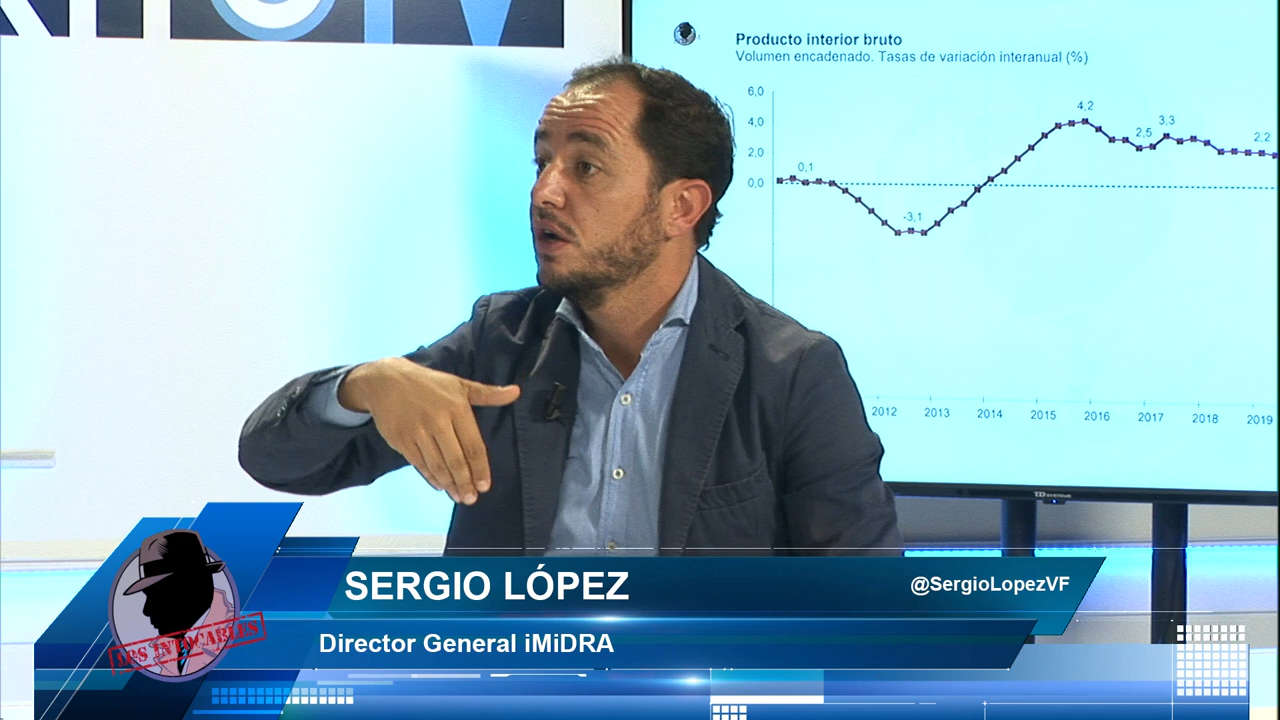 Producto interior bruto
Volumen encadenado. Tasas de variación interanual (%)
6,0
4,2
4,0
3,3
2,5
2,2
2,0
0,1
0,0
-3,1
2012 2013 2014 2015 2016 2017 2018 2019
SERGIO LÓPEZ
@SergioLopezVF
Director General iMiDRA
LOS INTOCABLES